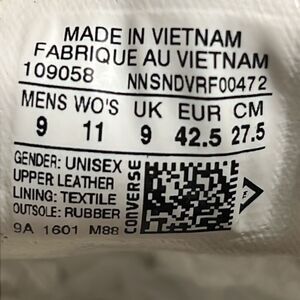 MADE IN VIETNAM
FABRIQUE AU VIETNAM
109058 NNSNDVRF00472
MENS WO'S UK EUR CM
9 11 9 42.5 27.5
GENDER: UNISEX
UPPER LEATHER
LINING: TEXTILE
OUTSOLE: RUBBER
9A 1601 M88
CONVERSE